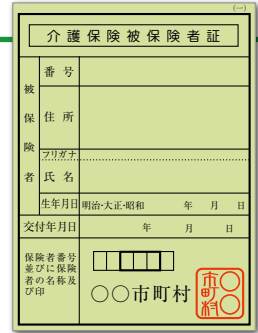 (一)
介護保険被保険者証
被保険者
番号
住所
フリガナ
氏名
生年月日 明治・大正・昭和 年 月 日
交付年月日 年 月 日
保険者番号
並びに保険
者の名称及
び印
○○市町村
○○市町村